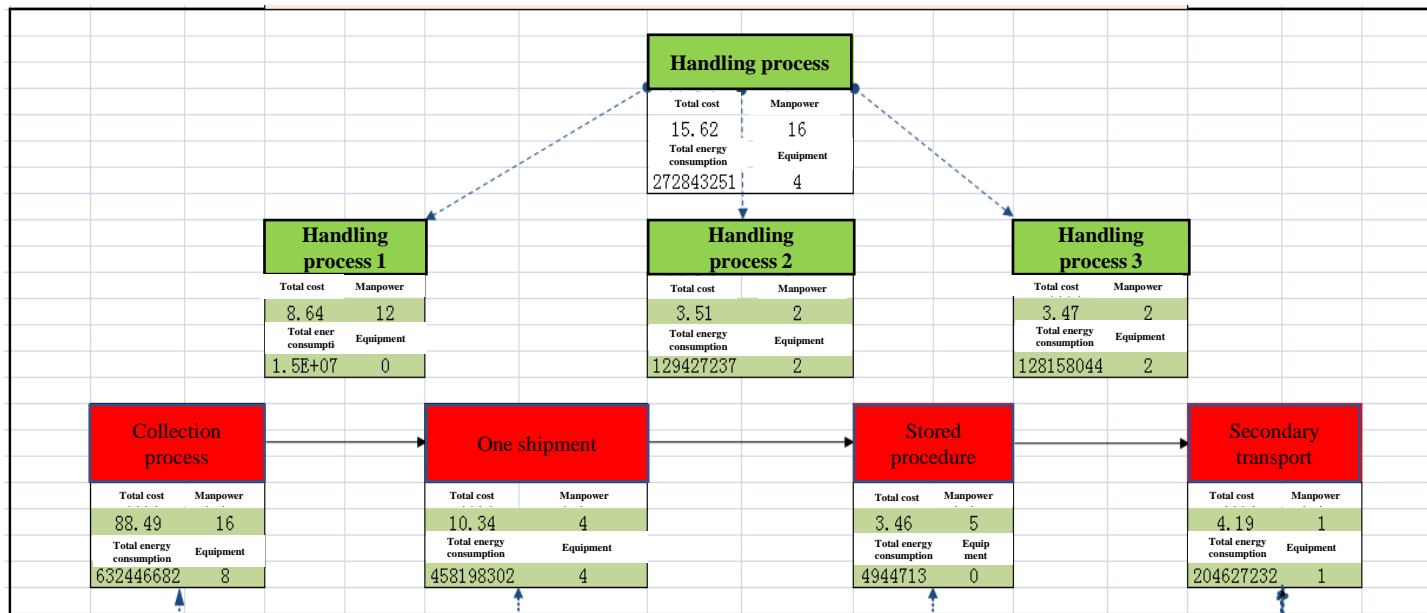 Handling process
Total cost Manpower
15.62 16
Total energy
consumption Equipment
272843251 4
Handling
process 1
Total cost Manpower
8.64 12
Total ener
consumpti Equipment
1.5E+07 0
Handling
process 2
Total cost Manpower
3.51 2
Total energy
consumption Equipment
129427237 2
Handling
process 3
Total cost Manpower
3.47 2
Total energy
consumption Equipment
128158044 2
Collection
process
Total cost Manpower
88.49 16
Total energy
consumption Equipment
632446682 8
One shipment
Total cost Manpower
10.34 4
Total energy
consumption Equipment
458198302 4
Stored
procedure
Total cost Manpower
3.46 5
Total energy Equip
consumption ment
4944713 0
Secondary
transport
Total cost Manpower
4.19 1
Total energy
consumption Equipment
204627232 1